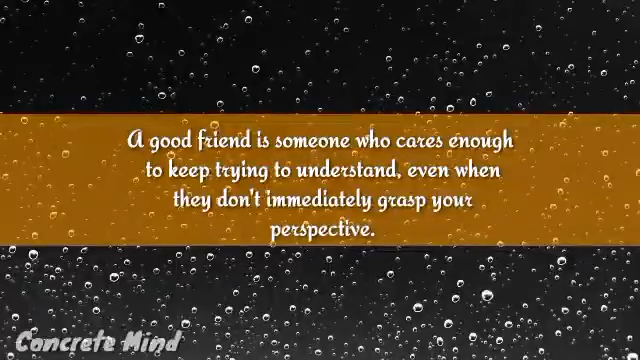 A good friend is someone who cares enough
to keep trying to understand, even when
they don't immediately grasp your
perspective.
Concrete Mind